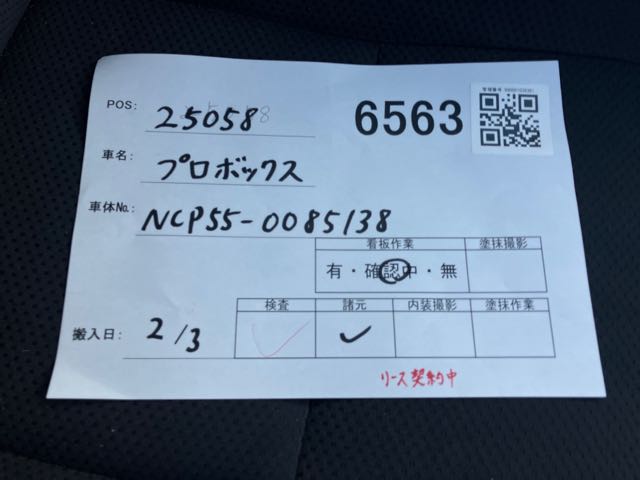 POS: 25058
6563
車名: プロボックス
車体No.: NCP55-0085138
看板作業 塗抹撮影
有・確認中・無
検査 諸元 内装撮影 塗抹作業
搬入日: 2/3
✓ ✓
リース契約中